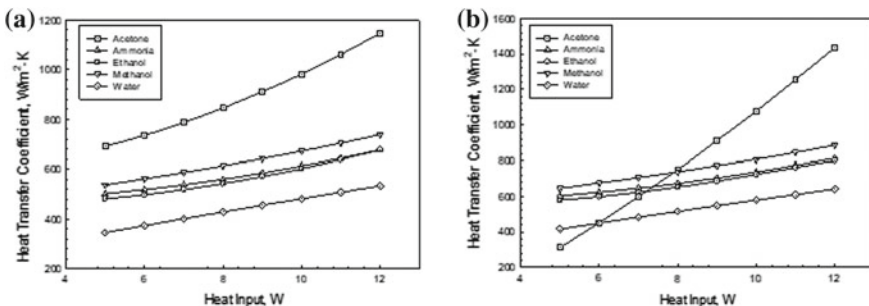 (a)
1200
1000
800
600
400
200
4
6
8
10
12
Heat Transfer Coefficient, W/m²-K
Heat Input, W
Acetone
Ammonia
Ethanol
Methanol
Water
(b)
1600
1400
1200
1000
800
600
400
200
4
6
8
10
12
Heat Transfer Coefficient, W/m²-K
Heat Input, W
Acetone
Ammonia
Ethanol
Methanol
Water